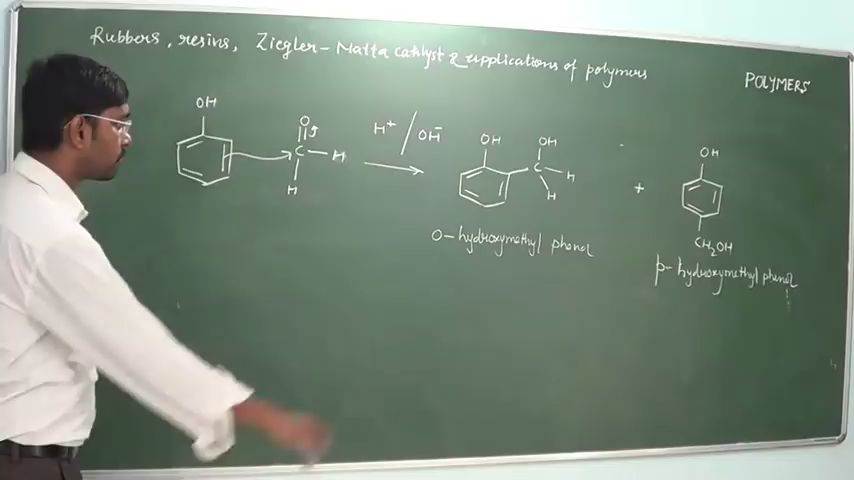 Rubbers, resins, Ziegler-Natta catalyst & applications of polymers
POLYMERS
OH
O
C - H
H
H+ / OH-
OH
OH
C
H
H
+
OH
CH2OH
O-hydroxymethyl phenol
p-hydroxymethyl phenol